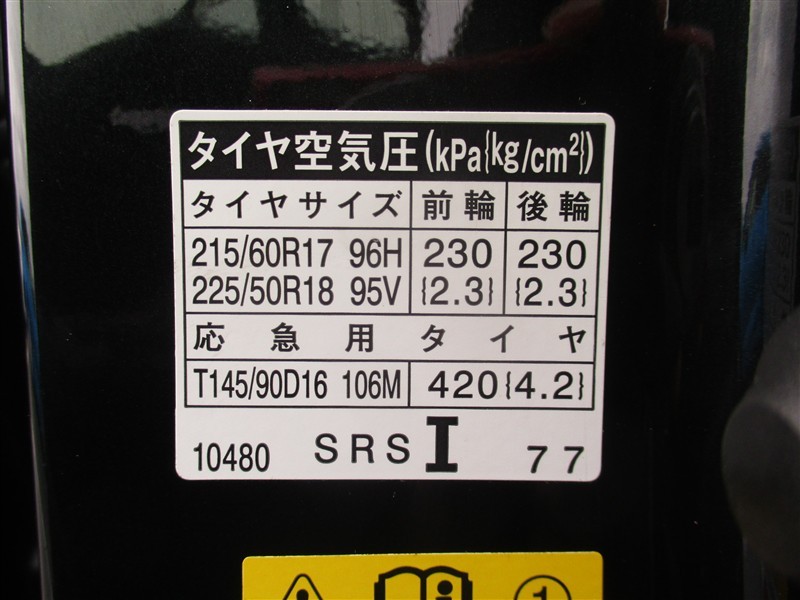 タイヤ空気圧(kPa{kg/cm²})
タイヤサイズ 前輪 後輪
215/60R17 96H 230 230
225/50R18 95V {2.3} {2.3}
応急用タイヤ
T145/90D16 106M 420{4.2}
10480 SRS I 77
1